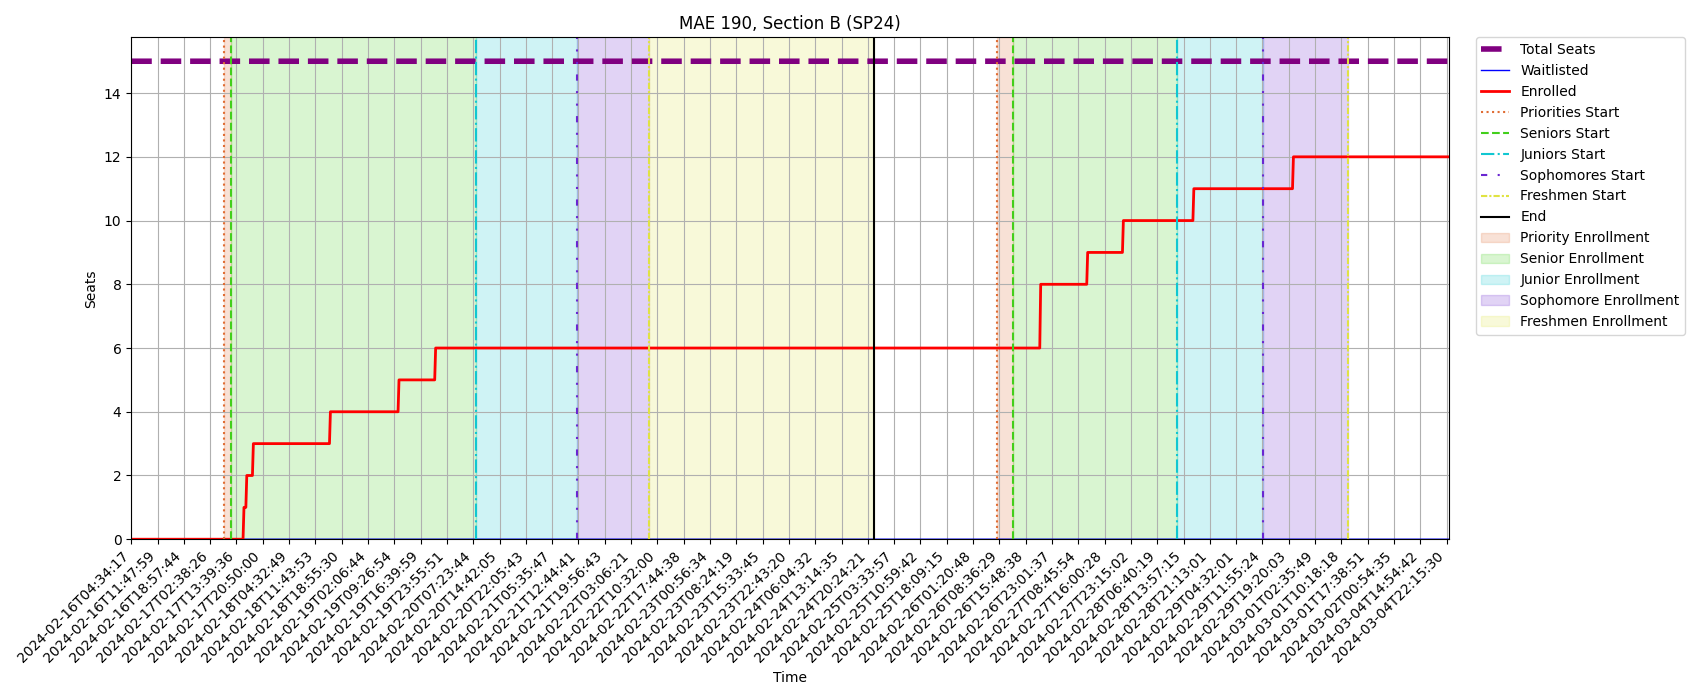 MAE 190, Section B (SP24)
Total Seats
Waitlisted
Enrolled
Priorities Start
Seniors Start
Juniors Start
Sophomores Start
Freshmen Start
End
Priority Enrollment
Senior Enrollment
Junior Enrollment
Sophomore Enrollment
Freshmen Enrollment
Seats
14
12
10
8
6
4
2
0
2024-02-16T04:34:17
2024-02-16T11:47:59
2024-02-16T18:57:44
2024-02-17T02:38:26
2024-02-17T13:39:36
2024-02-17T20:50:00
2024-02-18T04:32:49
2024-02-18T11:43:53
2024-02-18T18:55:30
2024-02-19T02:06:44
2024-02-19T09:26:54
2024-02-19T16:39:59
2024-02-19T23:55:51
2024-02-20T07:23:44
2024-02-20T14:42:05
2024-02-20T22:05:43
2024-02-21T05:35:47
2024-02-21T12:44:41
2024-02-21T19:56:43
2024-02-22T03:06:21
2024-02-22T10:32:00
2024-02-22T17:44:38
2024-02-23T00:56:34
2024-02-23T08:24:19
2024-02-23T15:33:45
2024-02-23T22:43:20
2024-02-24T06:04:32
2024-02-24T13:14:35
2024-02-24T20:24:21
2024-02-25T03:33:57
2024-02-25T10:59:42
2024-02-25T18:09:15
2024-02-26T01:20:48
2024-02-26T08:36:29
2024-02-26T15:48:38
2024-02-26T23:01:37
2024-02-27T08:45:54
2024-02-27T16:00:28
2024-02-27T23:15:02
2024-02-28T06:40:19
2024-02-28T13:57:15
2024-02-28T21:13:01
2024-02-29T04:32:01
2024-02-29T11:55:24
2024-02-29T19:20:03
2024-03-01T02:35:49
2024-03-01T10:18:18
2024-03-01T17:38:51
2024-03-02T00:54:35
2024-03-04T14:54:42
2024-03-04T22:15:30
Time